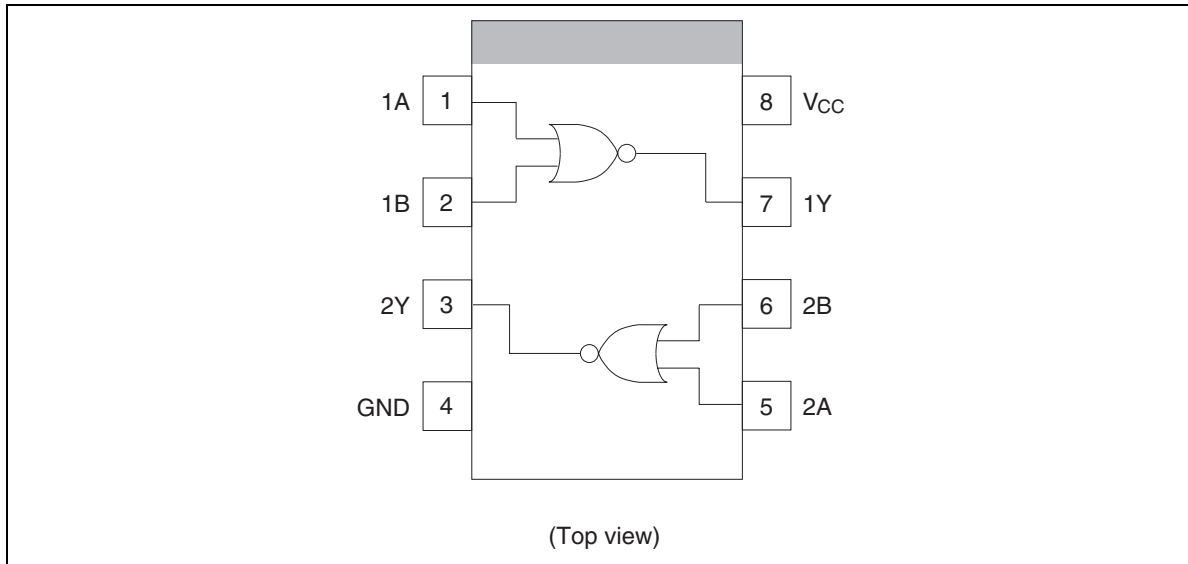 1A 1 8 VCC
1B 2 7 1Y
2Y 3 6 2B
GND 4 5 2A
(Top view)